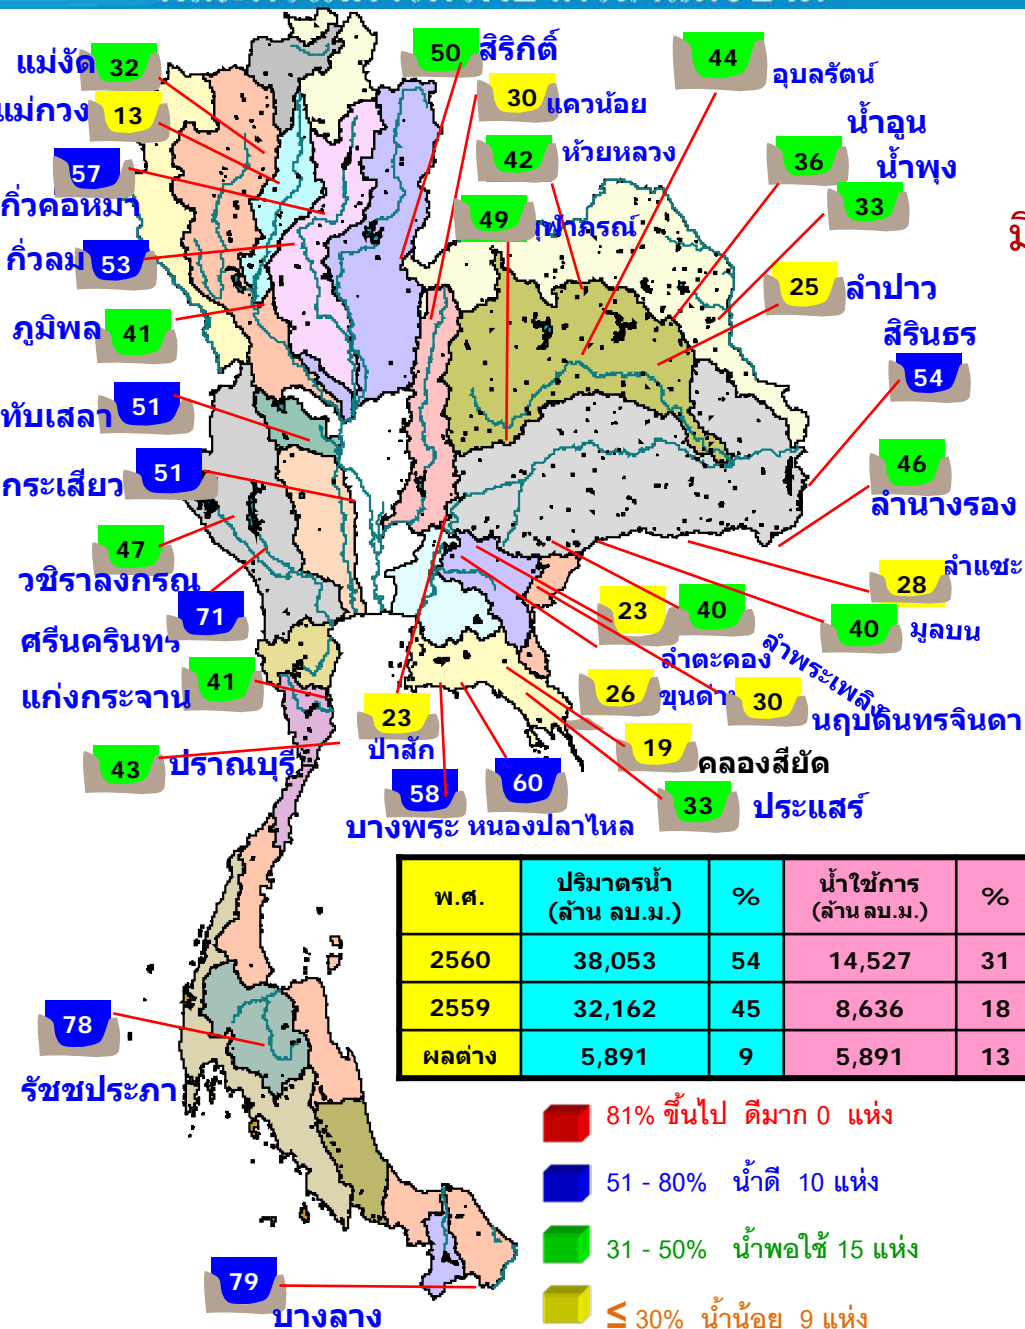 แม่งัด 32
แม่กวง 13
57
กิ่วคอหมา
กิ่วลม 53
ภูมิพล 41
ทับเสลา 51
กระเสียว 51
47
วชิราลงกรณ
71
ศรีนครินทร์
แก่งกระจาน 41
43 ปราณบุรี
50 สิริกิติ์
30 แควน้อย
42 ห้วยหลวง
49
44 อุบลรัตน์
น้ำอูน
36 น้ำพุง
33
มิ
25 ลำปาว
สิรินธร
54
46
ลำนางรอง
ลำแซะ
28
40 มูลบน
23
40
ลำตะคอง
ลำพระเพลิง
26
ขุนด่าน
30 นฤบดินทรจินดา
23
ป่าสัก
19 คลองสียัด
58
60
33 ประแสร์
บางพระ หนองปลาไหล
พ.ศ. ปริมาตรน้ำ (ล้าน ลบ.ม.) % น้ำใช้การ (ล้าน ลบ.ม.) %
2560 38,053 54 14,527 31
2559 32,162 45 8,636 18
ผลต่าง 5,891 9 5,891 13
78
รัชชประภา
79
บางลาง
81% ขึ้นไป ดีมาก 0 แห่ง
51 - 80% น้ำดี 10 แห่ง
31 - 50% น้ำพอใช้ 15 แห่ง
≤ 30% น้ำน้อย 9 แห่ง